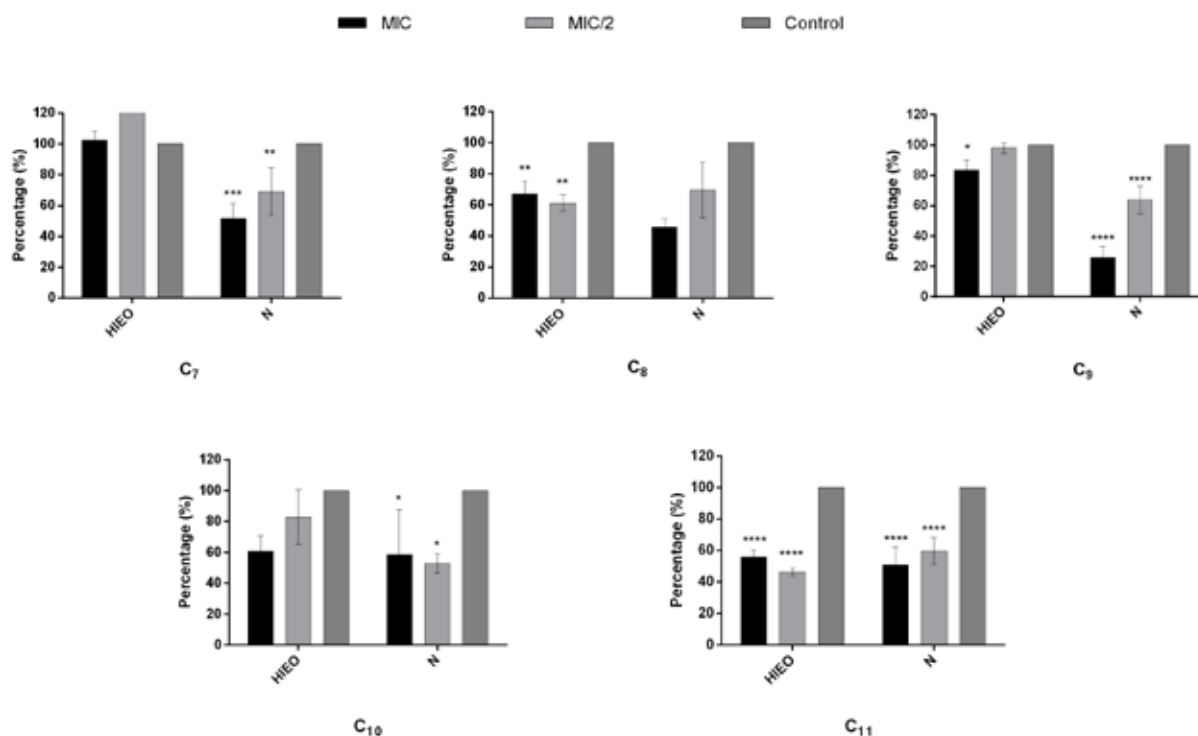 MIC MIC/2 Control
Percentage (%)
120
100
80
60
40
20
0
*** **
HIEO N
C7
Percentage (%)
120
100
80
60
40
20
0
** **
HIEO N
C8
Percentage (%)
120
100
80
60
40
20
0
* **** ****
HIEO N
C9
Percentage (%)
120
100
80
60
40
20
0
* *
HIEO N
C10
Percentage (%)
120
100
80
60
40
20
0
**** **** **** ****
HIEO N
C11